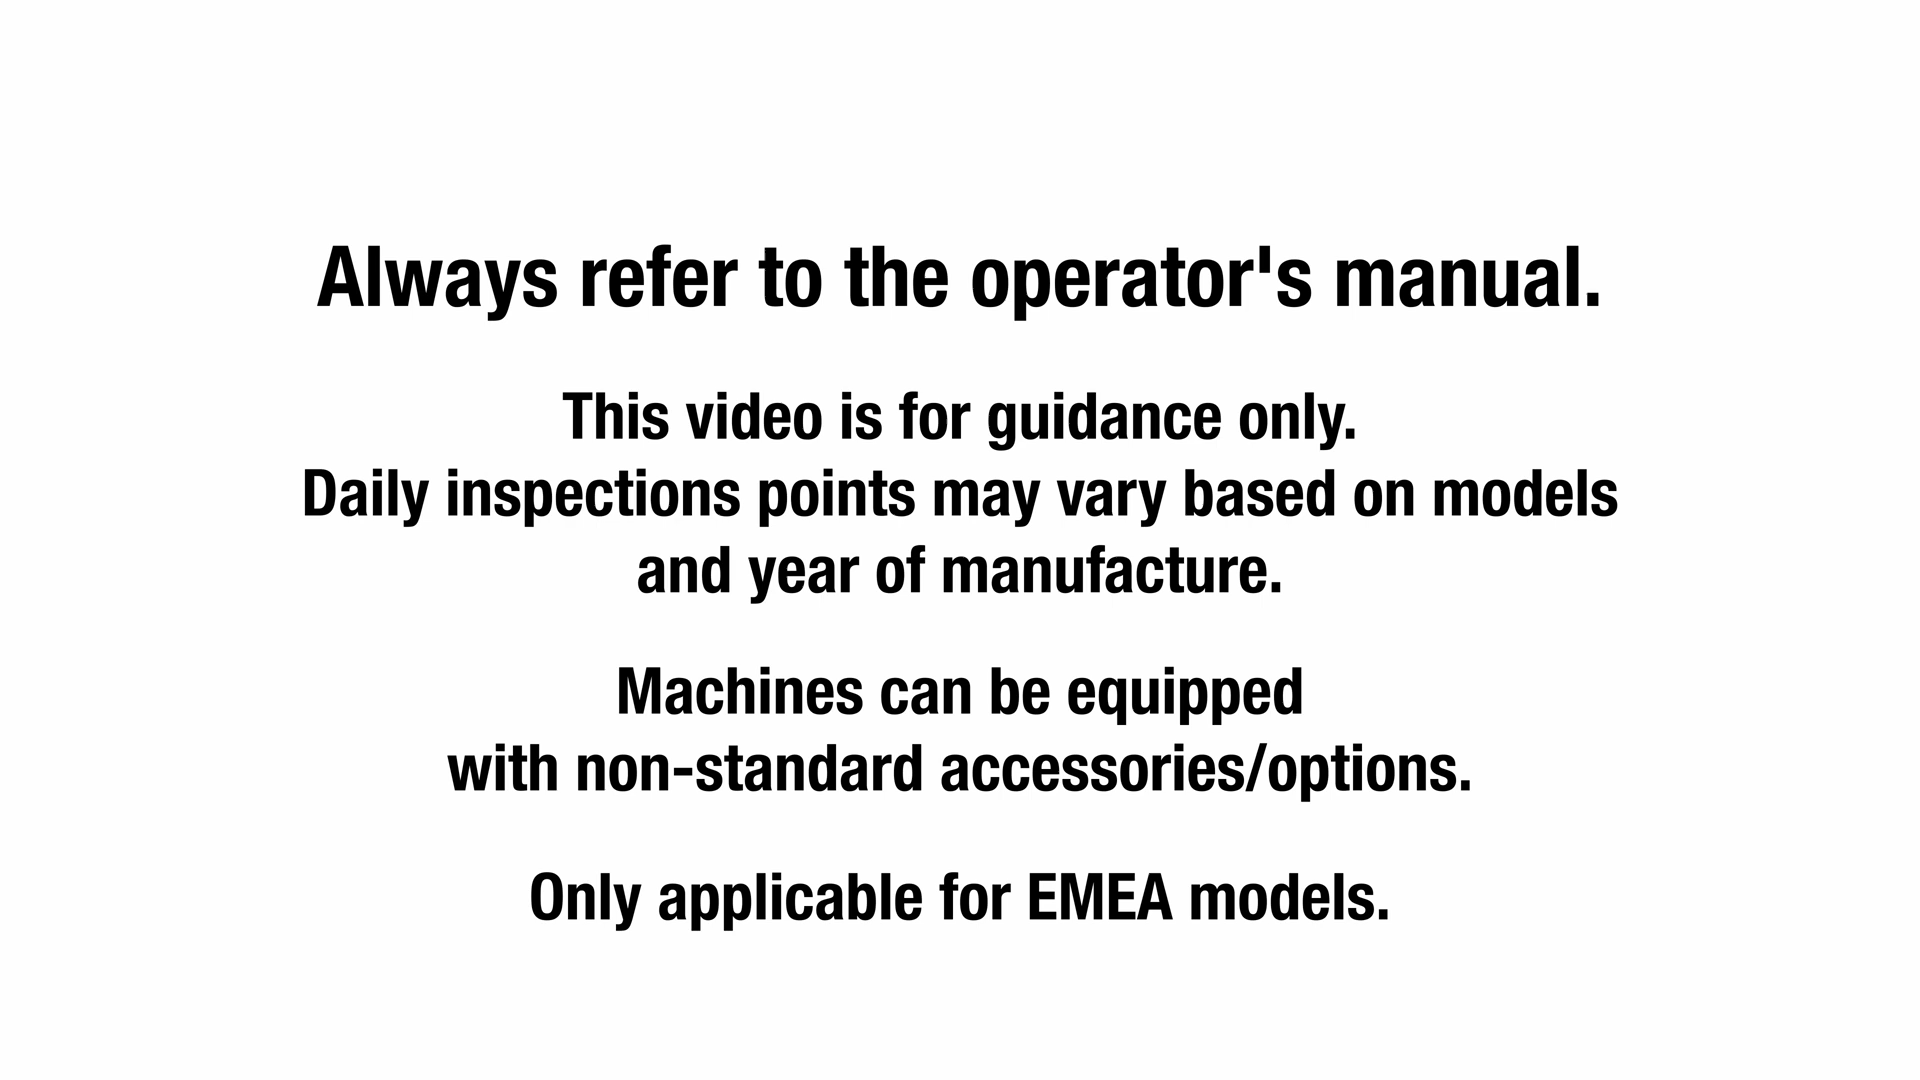 Always refer to the operator's manual.
This video is for guidance only.
Daily inspections points may vary based on models
and year of manufacture.
Machines can be equipped
with non-standard accessories/options.
Only applicable for EMEA models.